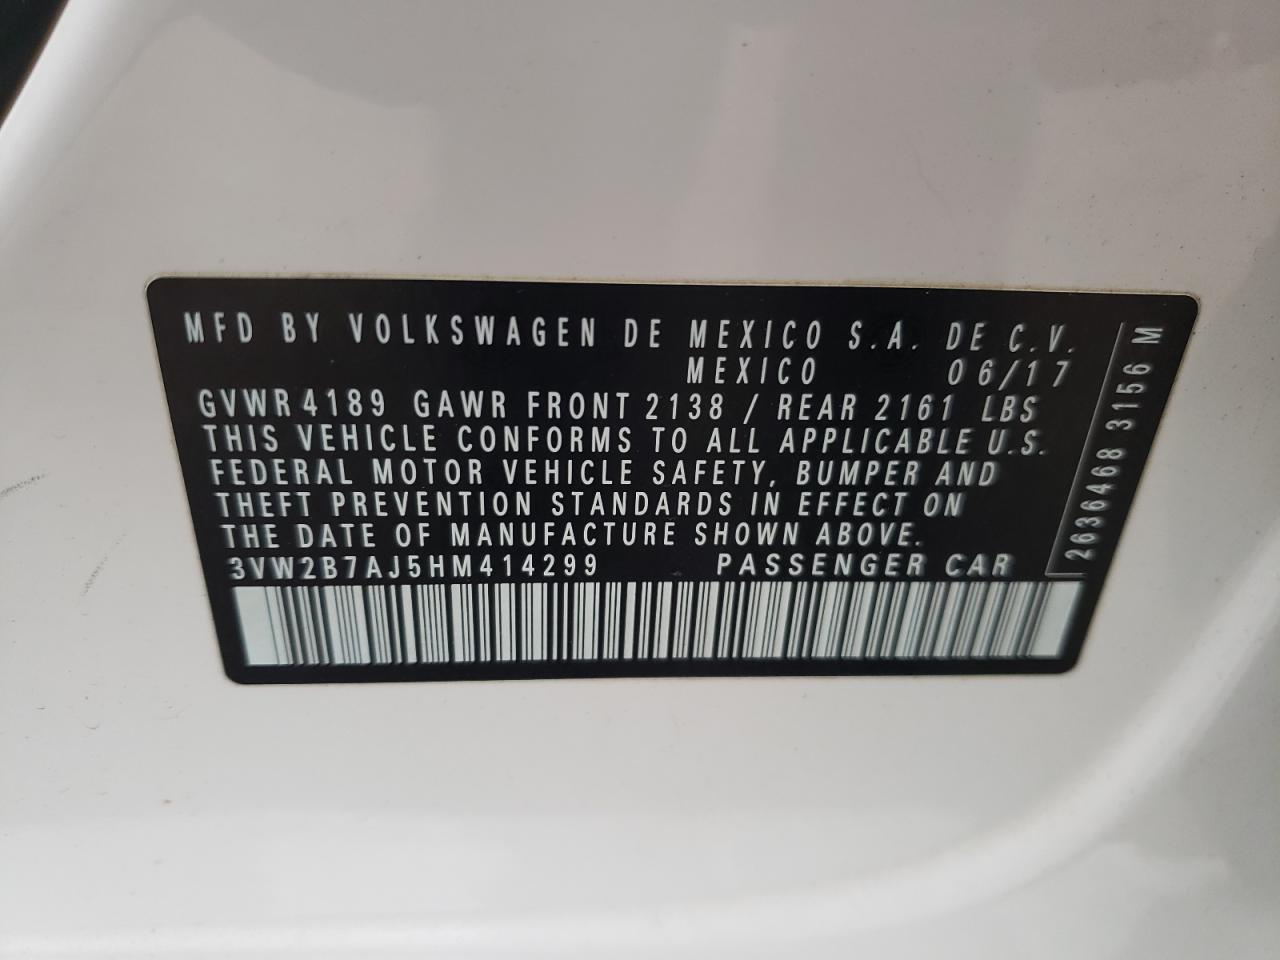 MFD BY VOLKSWAGEN DE MEXICO S.A. DE C.V.
MEXICO 06/17
GVWR 4189 GAWR FRONT 2138 / REAR 2161 LBS
THIS VEHICLE CONFORMS TO ALL APPLICABLE U.S.
FEDERAL MOTOR VEHICLE SAFETY, BUMPER AND
THEFT PREVENTION STANDARDS IN EFFECT ON
THE DATE OF MANUFACTURE SHOWN ABOVE.
3VW2B7AJ5HM414299 PASSENGER CAR
2636468 3156 M